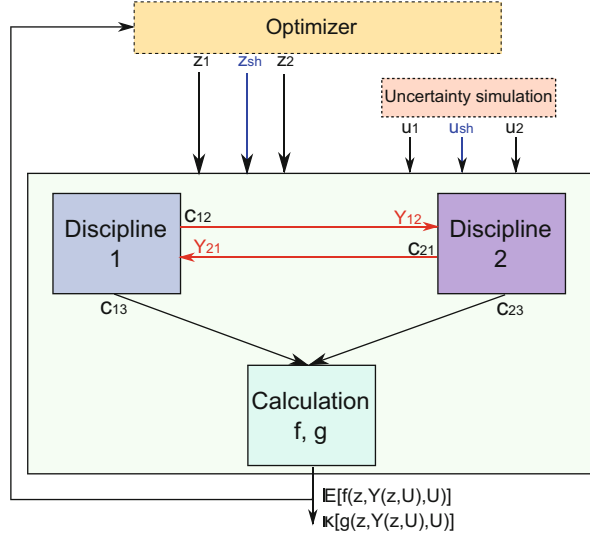 Optimizer
z1 zsh z2
Uncertainty simulation
u1 ush u2
c12 Y12
Discipline 1
Y21 c21
Discipline 2
c13 c23
Calculation
f, g
E[f(z,Y(z,U),U)]
κ[g(z,Y(z,U),U)]